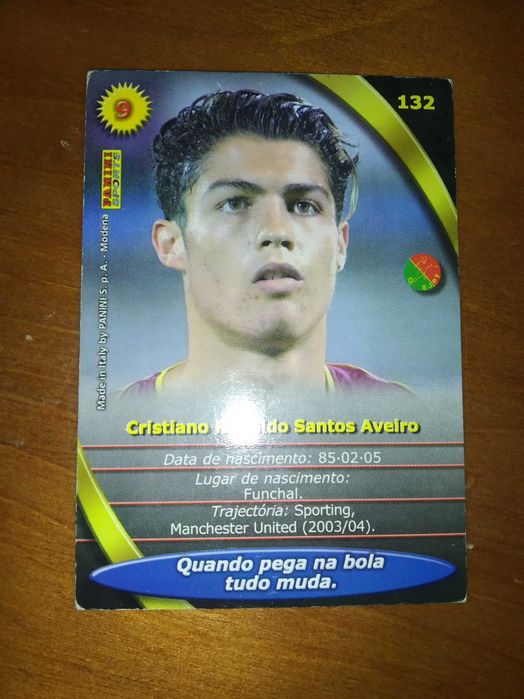 9
132
PANINI
SPORTS
Made in Italy by PANINI S. p. A. - Modena
SJPF
Cristiano do Santos Aveiro
Data de nascimento: 85·02·05
Lugar de nascimento:
Funchal.
Trajectória: Sporting,
Manchester United (2003/04).
Quando pega na bola
tudo muda.